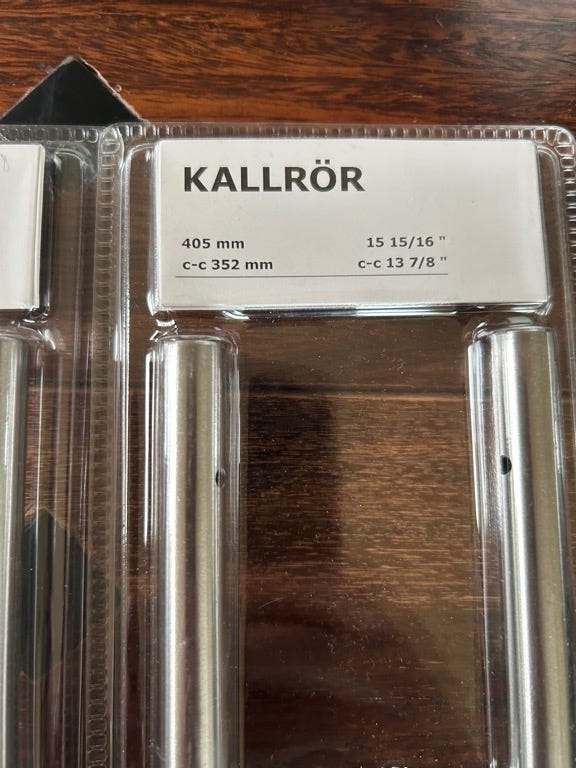 KALLRÖR
405 mm 15 15/16 "
c-c 352 mm c-c 13 7/8 "